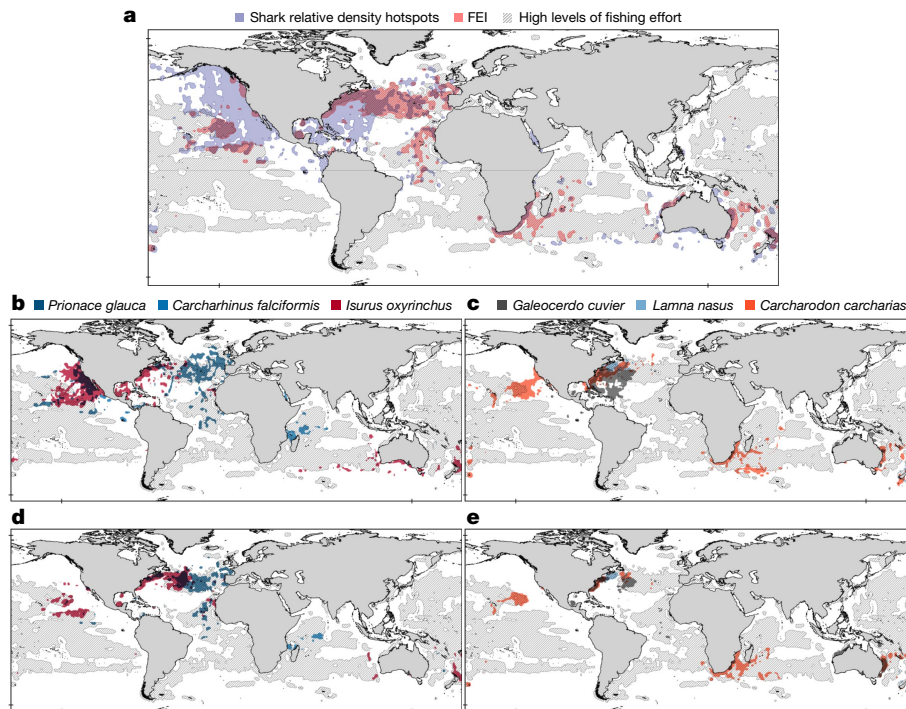 a
Shark relative density hotspots FEI High levels of fishing effort
b Prionace glauca Carcharhinus falciformis Isurus oxyrinchus
c Galeocerdo cuvier Lamna nasus Carcharodon carcharias
d
e